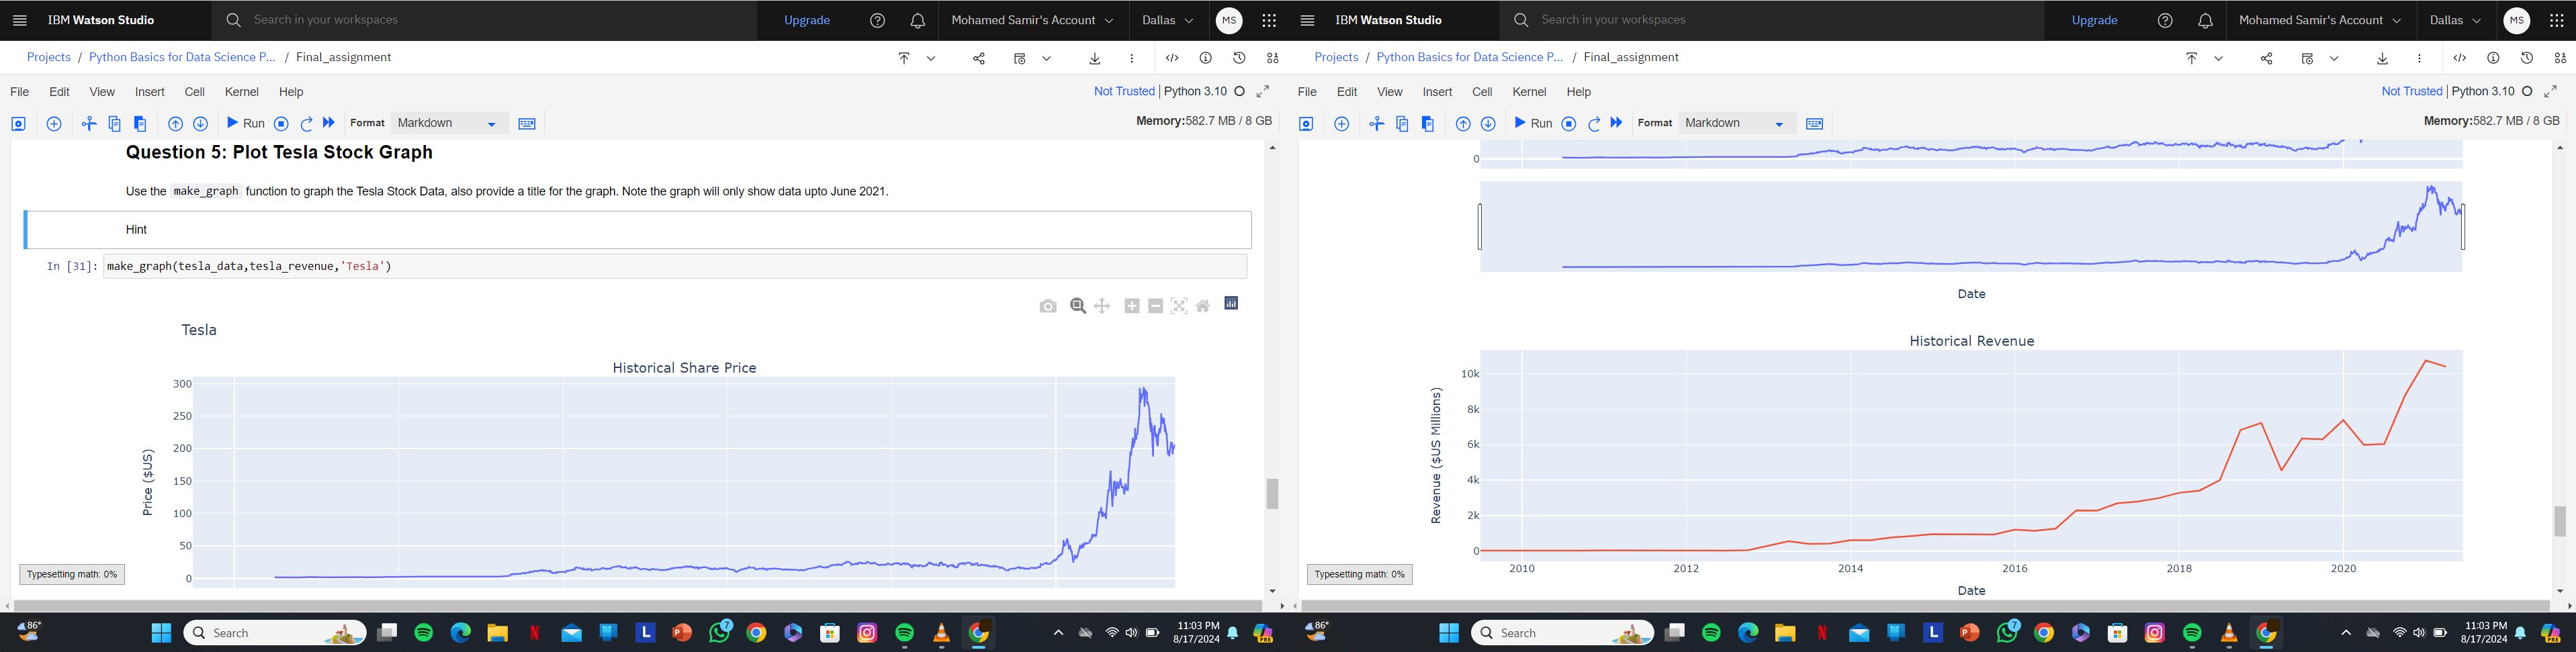 IBM Watson Studio
Search in your workspaces
Upgrade
Mohamed Samir's Account
Dallas
MS
Projects / Python Basics for Data Science P... / Final_assignment
File Edit View Insert Cell Kernel Help
Not Trusted | Python 3.10
Run
Format
Markdown
Memory:582.7 MB / 8 GB
Question 5: Plot Tesla Stock Graph
Use the make_graph function to graph the Tesla Stock Data, also provide a title for the graph. Note the graph will only show data upto June 2021.
Hint
In [31]: make_graph(tesla_data,tesla_revenue,'Tesla')
Tesla
Historical Share Price
Price ($US)
300
250
200
150
100
50
0
Typesetting math: 0%
86°
Search
7
11:03 PM
8/17/2024
PRE
IBM Watson Studio
Search in your workspaces
Upgrade
Mohamed Samir's Account
Dallas
MS
Projects / Python Basics for Data Science P... / Final_assignment
File Edit View Insert Cell Kernel Help
Not Trusted | Python 3.10
Run
Format
Markdown
Memory:582.7 MB / 8 GB
0
Date
Historical Revenue
Revenue ($US Millions)
10k
8k
6k
4k
2k
0
2010 2012 2014 2016 2018 2020
Date
Typesetting math: 0%
86°
Search
7
11:03 PM
8/17/2024
PRE